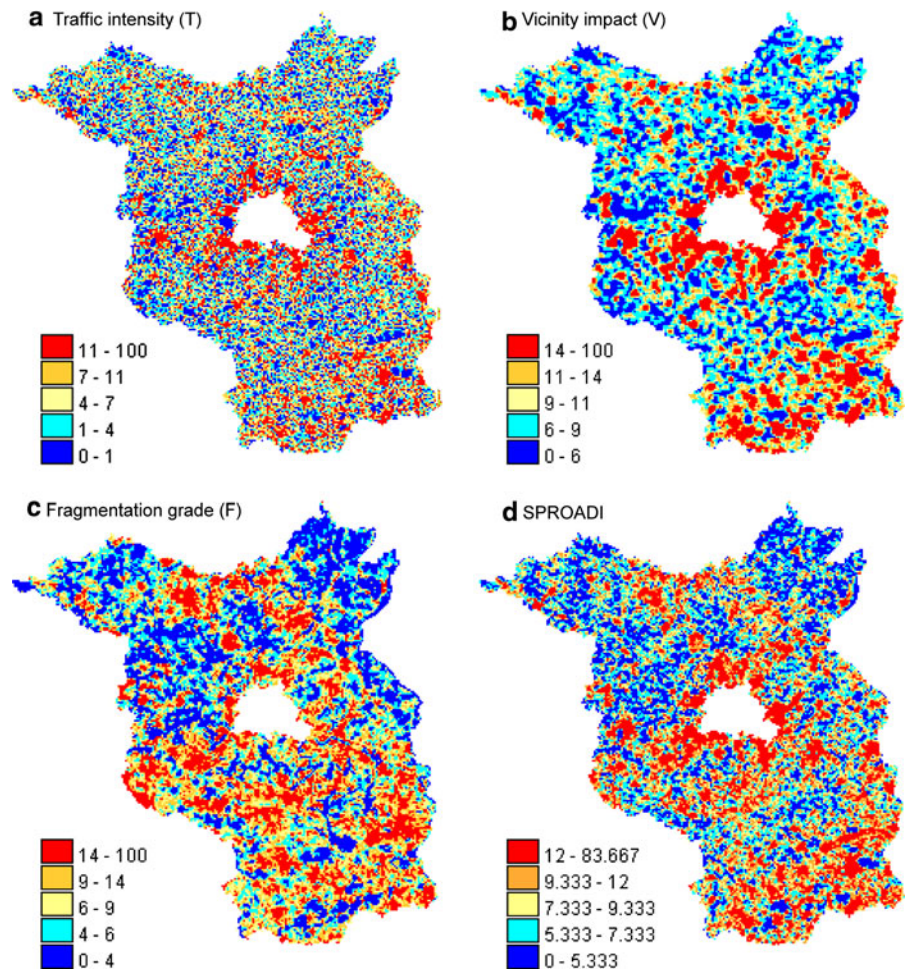 a Traffic intensity (T)
b Vicinity impact (V)
11 - 100
7 - 11
4 - 7
1 - 4
0 - 1
14 - 100
11 - 14
9 - 11
6 - 9
0 - 6
c Fragmentation grade (F)
d SPROADI
14 - 100
9 - 14
6 - 9
4 - 6
0 - 4
12 - 83.667
9.333 - 12
7.333 - 9.333
5.333 - 7.333
0 - 5.333